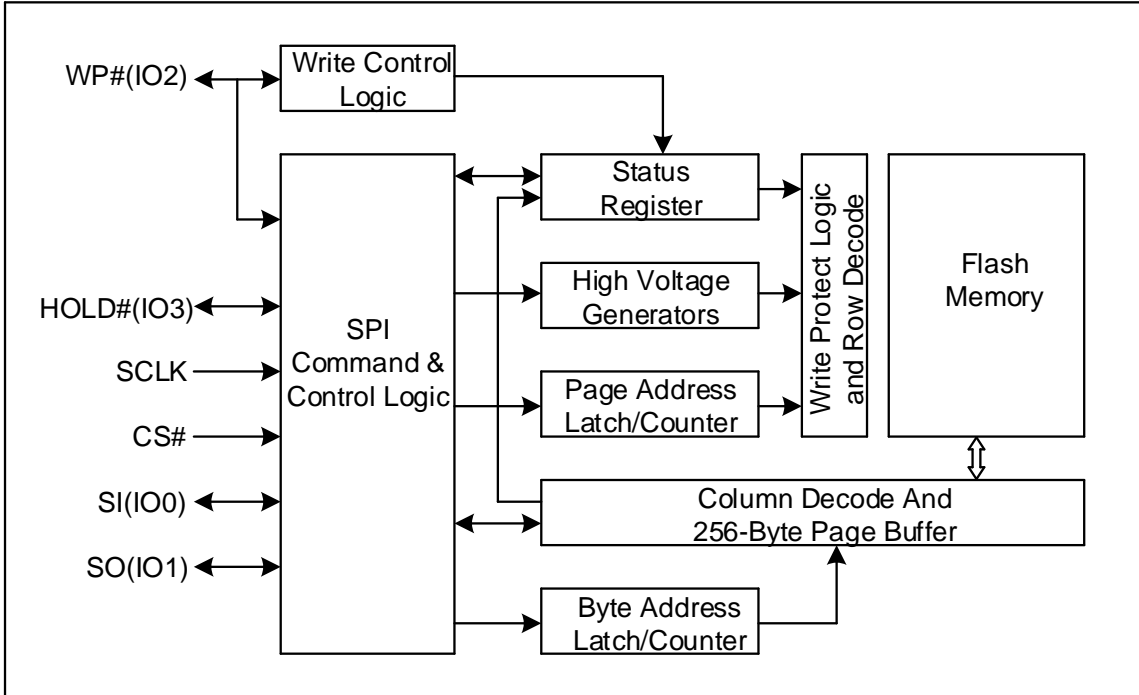 WP#(IO2)
Write Control
Logic
Status
Register
Write Protect Logic
and Row Decode
Flash
Memory
HOLD#(IO3)
SCLK
CS#
SI(IO0)
SO(IO1)
SPI
Command &
Control Logic
High Voltage
Generators
Page Address
Latch/Counter
Column Decode And
256-Byte Page Buffer
Byte Address
Latch/Counter